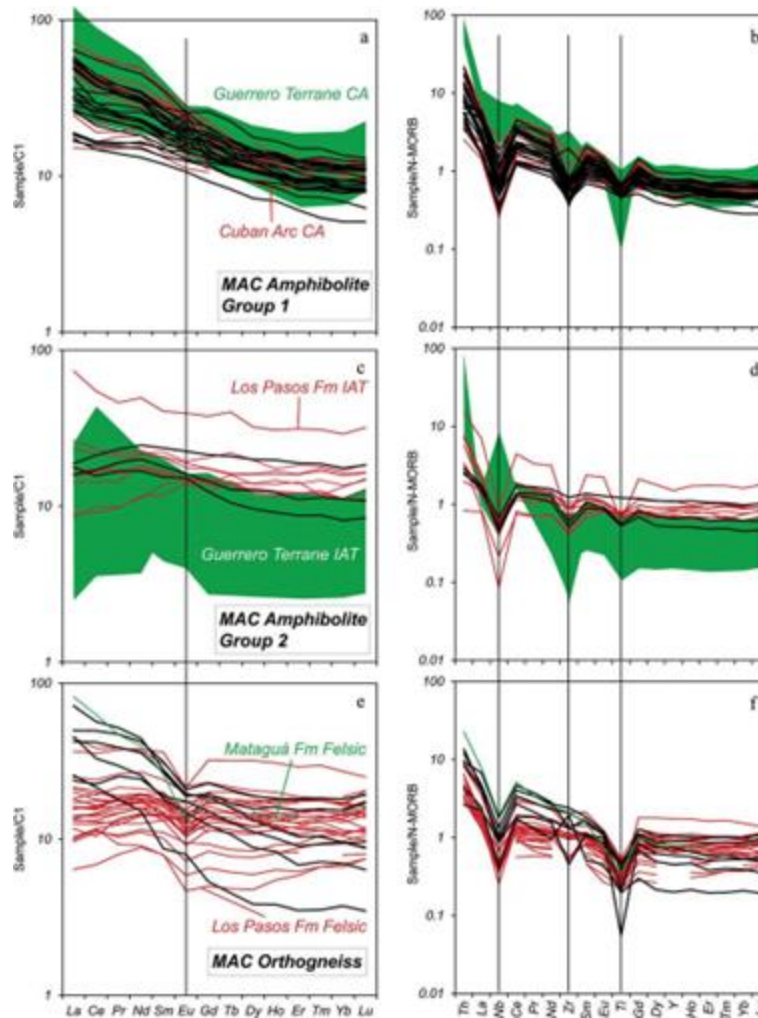 a
100
Guerrero Terrane CA
Sample/C1
10
Cuban Arc CA
MAC Amphibolite
Group 1
1
b
100
10
Sample/N-MORB
1
0.1
0.01
c
100
Los Pasos Fm IAT
Sample/C1
10
Guerrero Terrane IAT
MAC Amphibolite
Group 2
1
d
100
10
Sample/N-MORB
1
0.1
0.01
e
100
Mataguá Fm Felsic
Sample/C1
10
Los Pasos Fm Felsic
MAC Orthogneiss
1
La Ce Pr Nd Sm Eu Gd Tb Dy Ho Er Tm Yb Lu
f
100
10
Sample/N-MORB
1
0.1
0.01
Th La Nb Ce Pr Nd Zr Sm Eu Ti Gd Dy Y Ho Er Tm Yb